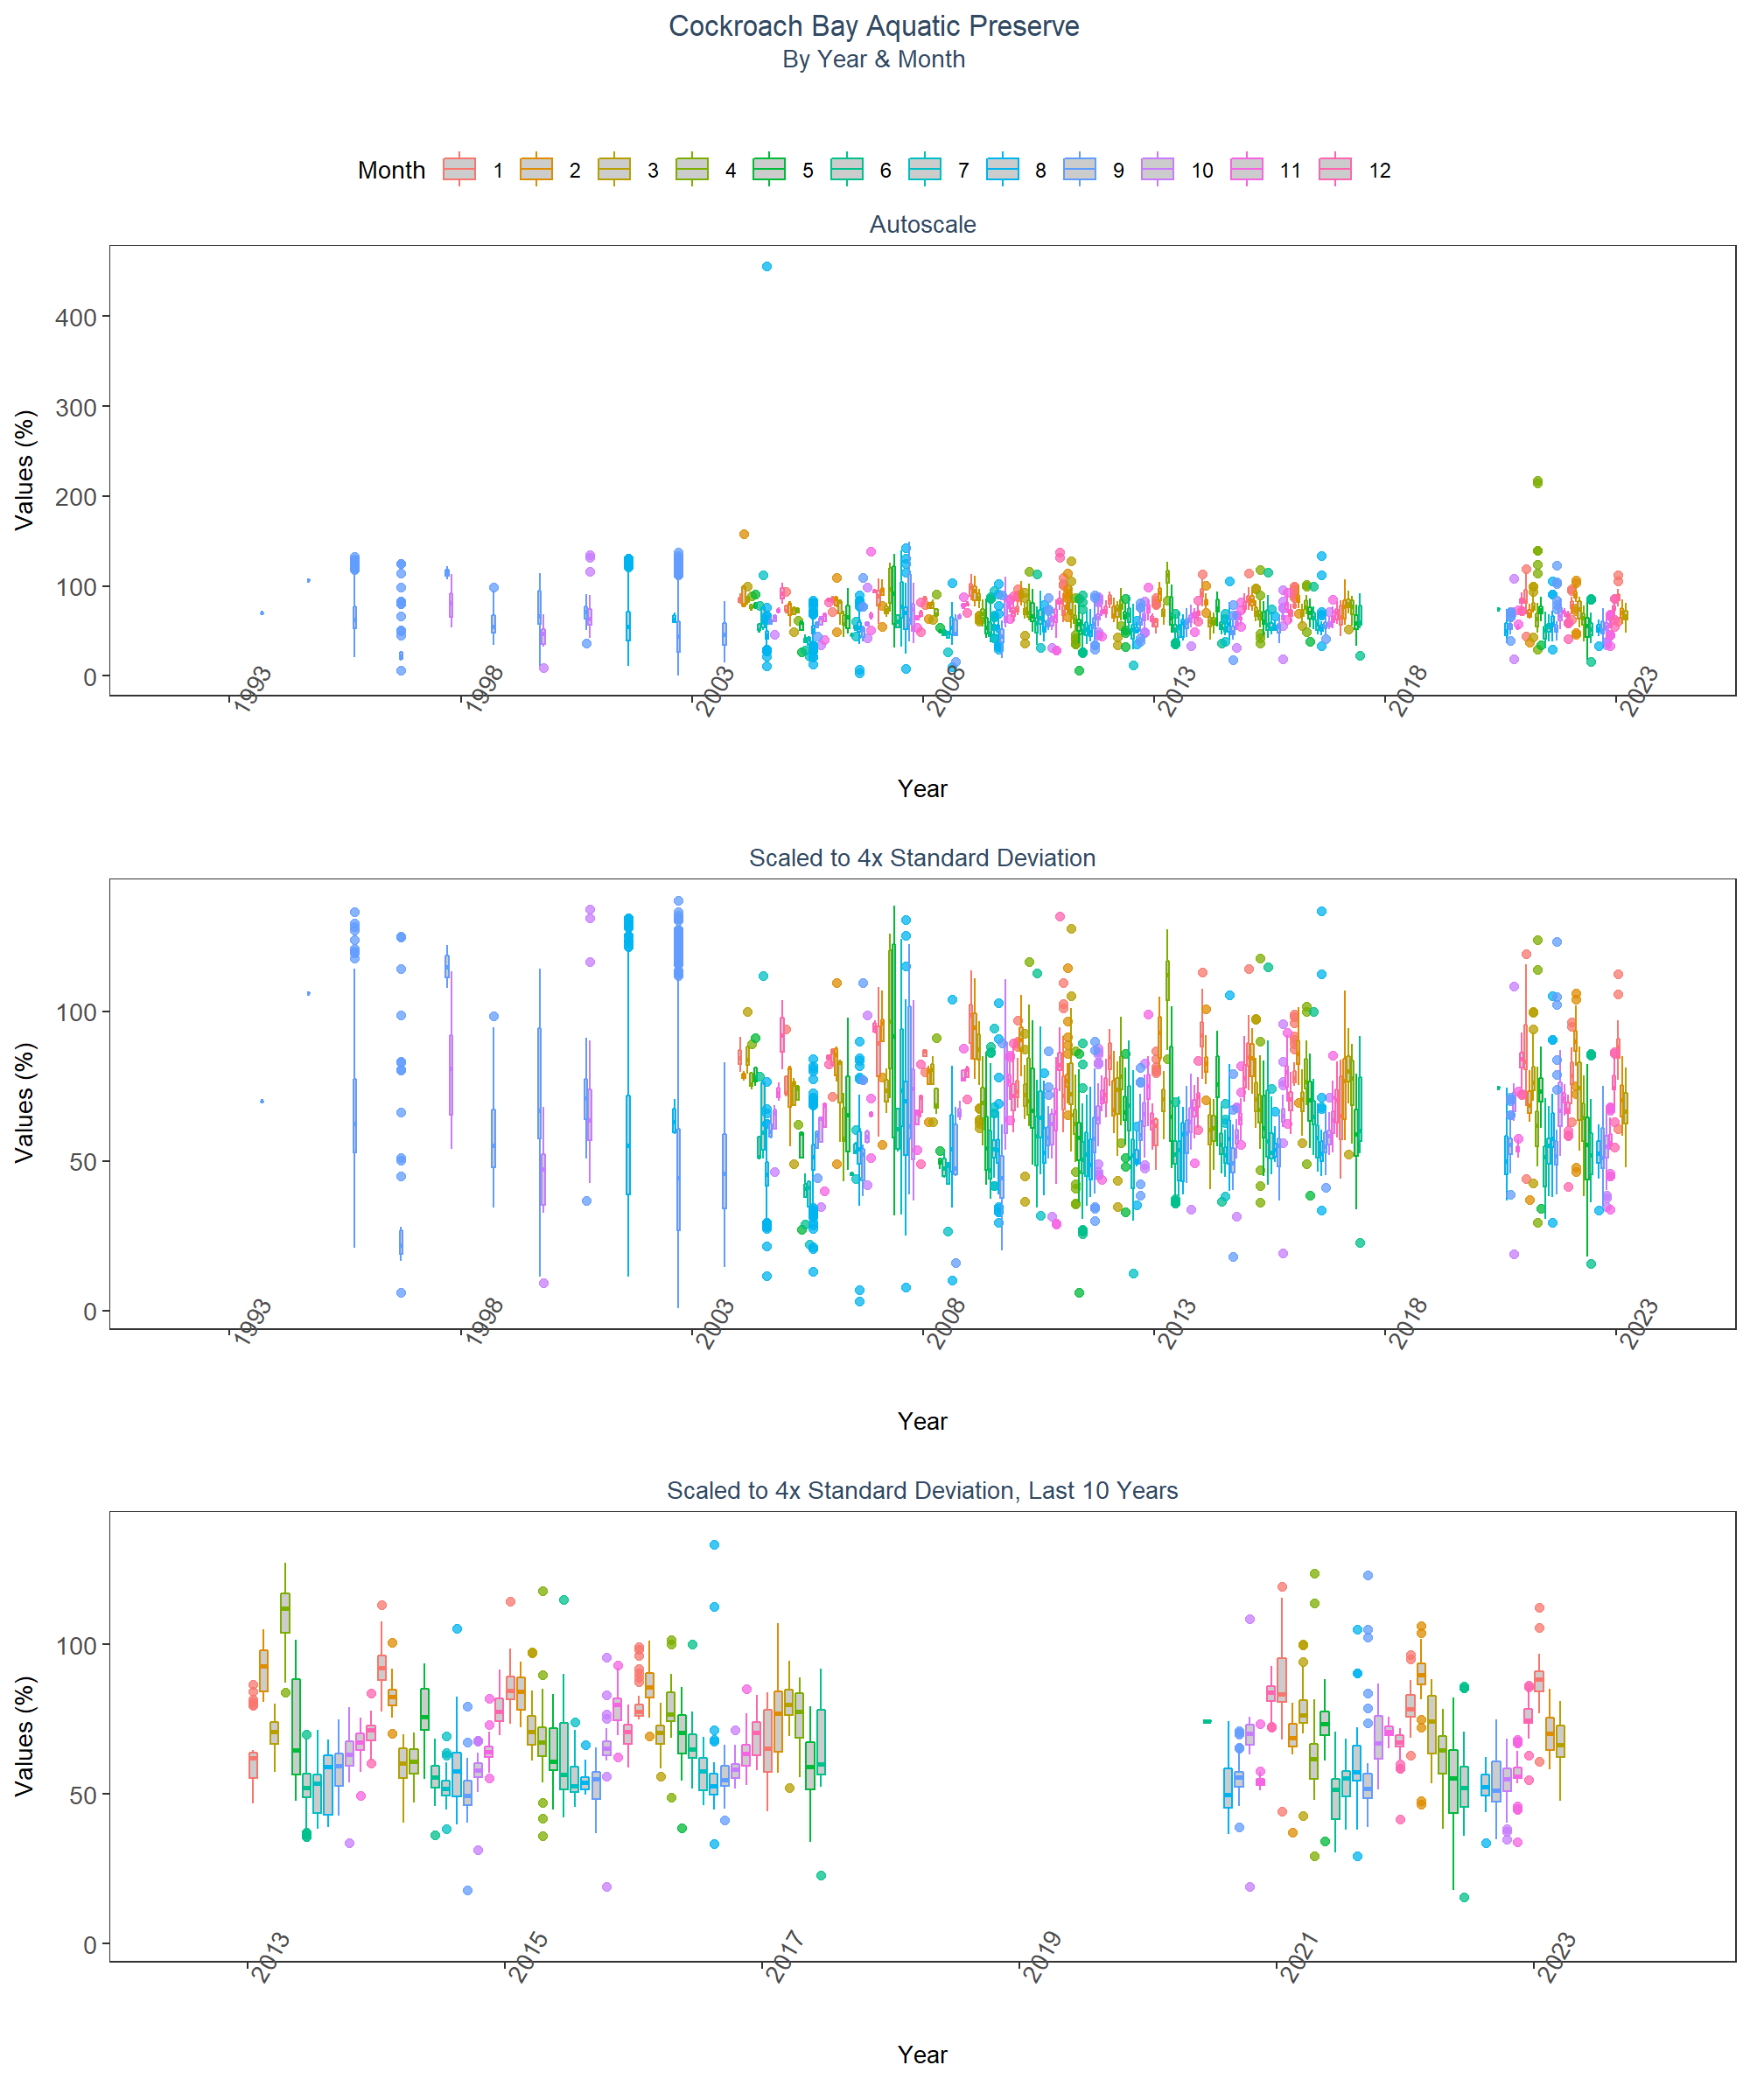 Cockroach Bay Aquatic Preserve
By Year & Month
Month 1 2 3 4 5 6 7 8 9 10 11 12
Autoscale
Values (%)
400
300
200
100
0
1993 1998 2003 2008 2013 2018 2023
Year
Scaled to 4x Standard Deviation
Values (%)
100
50
0
1993 1998 2003 2008 2013 2018 2023
Year
Scaled to 4x Standard Deviation, Last 10 Years
Values (%)
100
50
0
2013 2015 2017 2019 2021 2023
Year